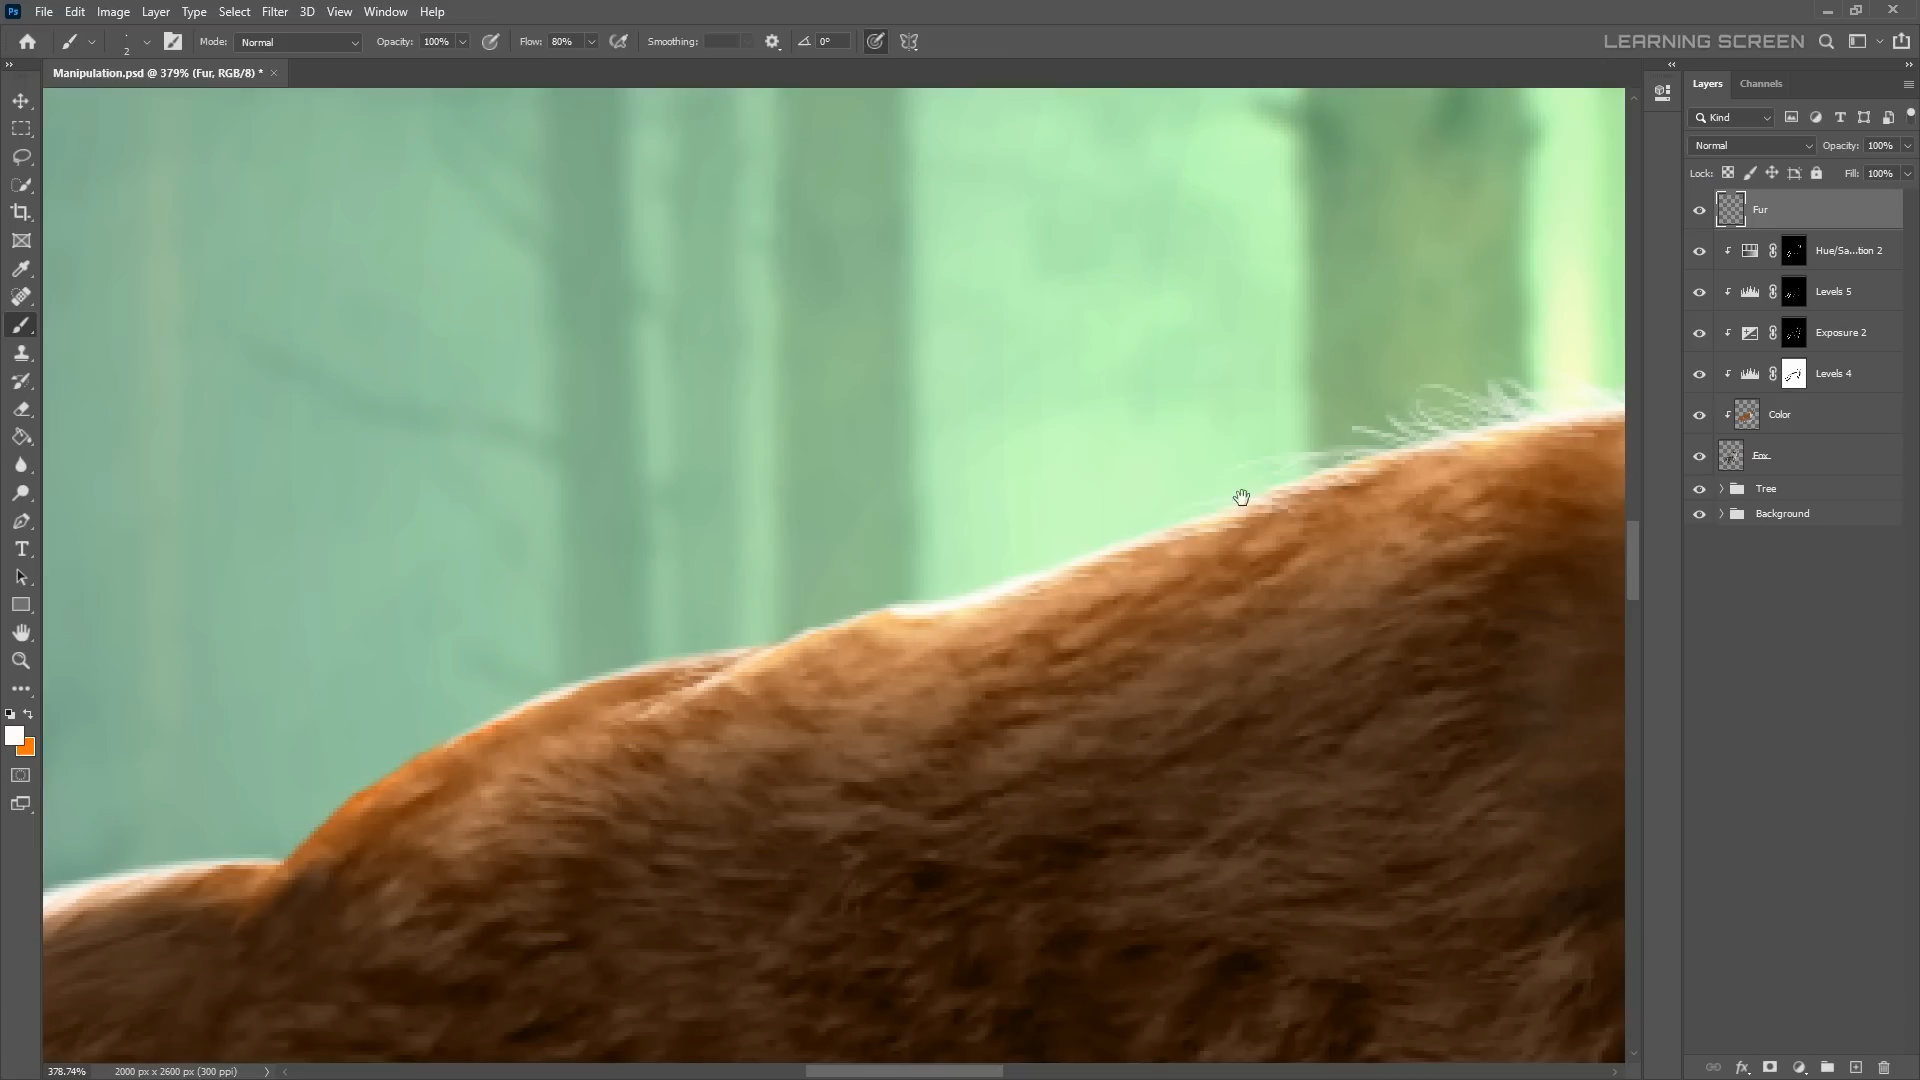 Ps File Edit Image Layer Type Select Filter 3D View Window Help
2 Mode: Normal Opacity: 100% Flow: 80% Smoothing: 0° LEARNING SCREEN
Manipulation.psd @ 379% (Fur, RGB/8) * ×
Layers Channels
Kind
Normal Opacity: 100%
Lock: Fill: 100%
Fur
Hue/Sa...tion 2
Levels 5
Exposure 2
Levels 4
Color
Fox
Tree
Background
378.74% 2000 px x 2600 px (300 ppi)